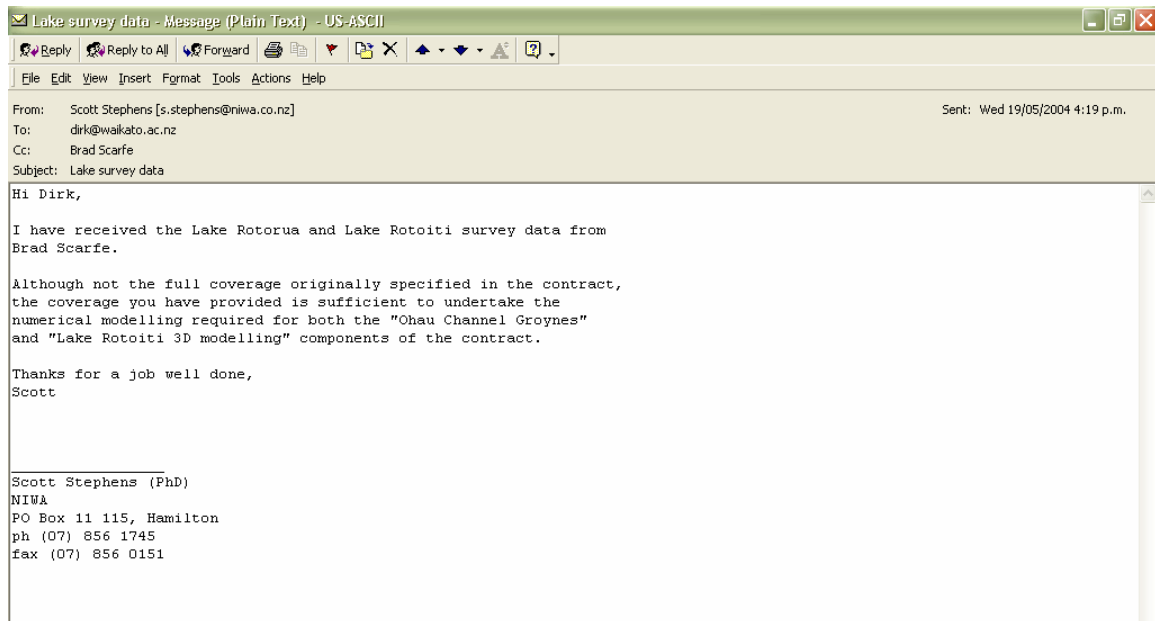 Lake survey data - Message (Plain Text) - US-ASCII
Reply Reply to All Forward
File Edit View Insert Format Tools Actions Help
From: Scott Stephens [s.stephens@niwa.co.nz] Sent: Wed 19/05/2004 4:19 p.m.
To: dirk@waikato.ac.nz
Cc: Brad Scarfe
Subject: Lake survey data
Hi Dirk,
I have received the Lake Rotorua and Lake Rotoiti survey data from
Brad Scarfe.
Although not the full coverage originally specified in the contract,
the coverage you have provided is sufficient to undertake the
numerical modelling required for both the "Ohau Channel Groynes"
and "Lake Rotoiti 3D modelling" components of the contract.
Thanks for a job well done,
Scott
Scott Stephens (PhD)
NIWA
PO Box 11 115, Hamilton
ph (07) 856 1745
fax (07) 856 0151